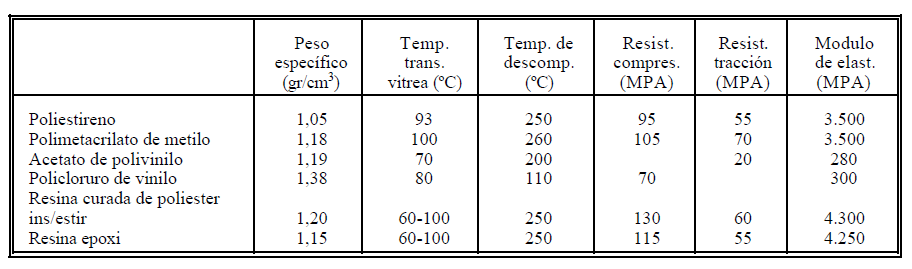 Peso específico (gr/cm3) Temp. trans. vitrea (ºC) Temp. de descomp. (ºC) Resist. compres. (MPA) Resist. tracción (MPA) Modulo de elast. (MPA)
Poliestireno 1,05 93 250 95 55 3.500
Polimetacrilato de metilo 1,18 100 260 105 70 3.500
Acetato de polivinilo 1,19 70 200 20 280
Policloruro de vinilo 1,38 80 110 70 300
Resina curada de poliester
ins/estir 1,20 60-100 250 130 60 4.300
Resina epoxi 1,15 60-100 250 115 55 4.250